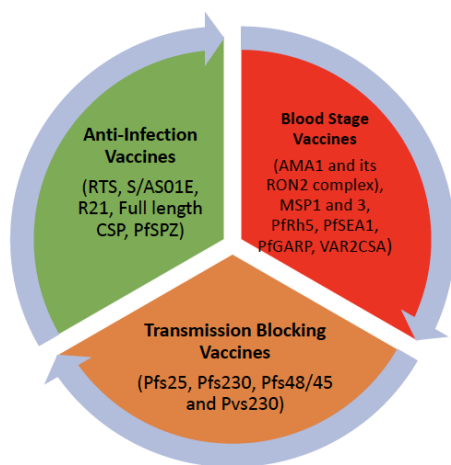 Anti-Infection
Vaccines
(RTS, S/AS01E,
R21, Full length
CSP, PfSPZ)
Blood Stage
Vaccines
(AMA1 and its
RON2 complex),
MSP1 and 3,
PfRh5, PfSEA1,
PfGARP, VAR2CSA)
Transmission Blocking
Vaccines
(Pfs25, Pfs230, Pfs48/45
and Pvs230)